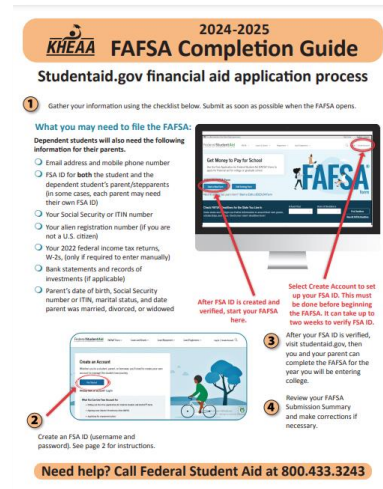 KHEAA
2024-2025
FAFSA Completion Guide
Studentaid.gov financial aid application process
1
Gather your information using the checklist below. Submit as soon as possible when the FAFSA opens.
What you may need to file the FAFSA:
Dependent students will also need the following
information for their parents.
Email address and mobile phone number
FSA ID for both the student and the
dependent student's parent/stepparents
(in some cases, each parent may need
their own FSA ID)
Your Social Security or ITIN number
Your alien registration number (if you are
not a U.S. citizen)
Your 2022 federal income tax returns,
W-2s, (only if required to enter manually)
Bank statements and records of
investments (if applicable)
Parent's date of birth, Social Security
number or ITIN, marital status, and date
parent was married, divorced, or widowed
Get Money to Pay for School
FAFSA
form
After FSA ID is created and
verified, start your FAFSA
here.
Select Create Account to set
up your FSA ID. This must
be done before beginning
the FAFSA. It can take up to
two weeks to verify FSA ID.
Create an Account
2
Create an FSA ID (username and
password). See page 2 for instructions.
3
After your FSA ID is verified,
visit studentaid.gov, then
you and your parent can
complete the FAFSA for the
year you will be entering
college.
4
Review your FAFSA
Submission Summary
and make corrections if
necessary.
Need help? Call Federal Student Aid at 800.433.3243